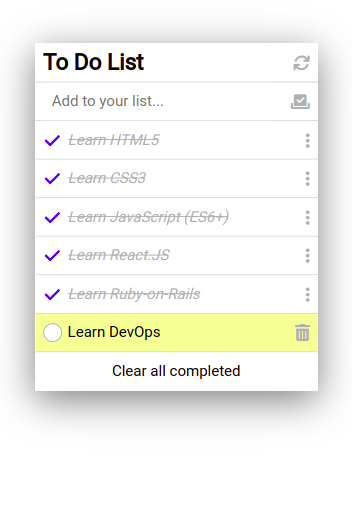 To Do List
Add to your list...
Learn HTML5
Learn CSS3
Learn JavaScript (ES6+)
Learn React.JS
Learn Ruby-on-Rails
Learn DevOps
Clear all completed